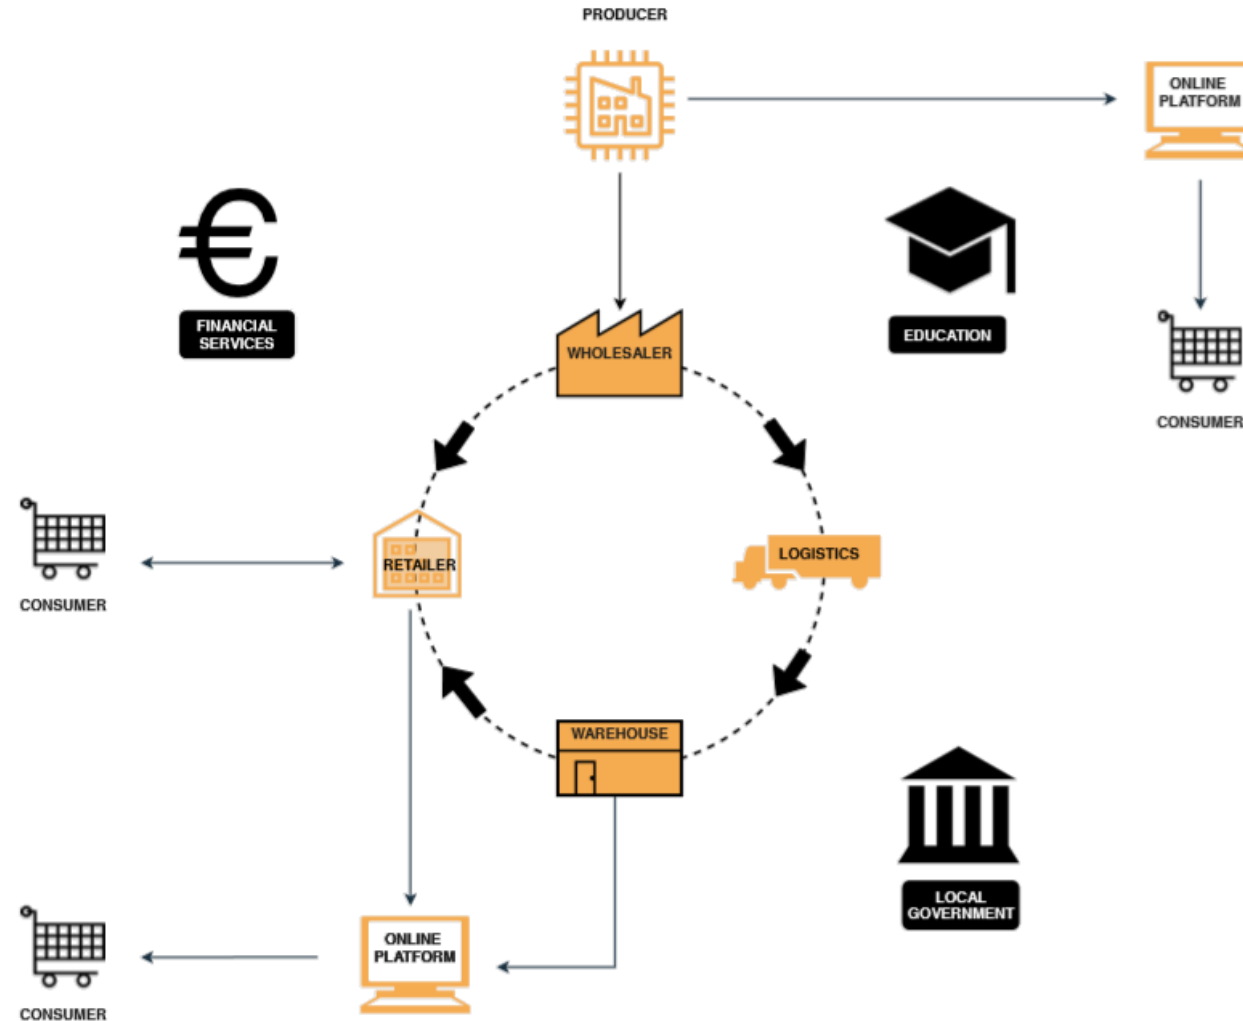 PRODUCER
ONLINE
PLATFORM
FINANCIAL
SERVICES
EDUCATION
WHOLESALER
CONSUMER
LOGISTICS
RETAILER
CONSUMER
WAREHOUSE
LOCAL
GOVERNMENT
ONLINE
PLATFORM
CONSUMER